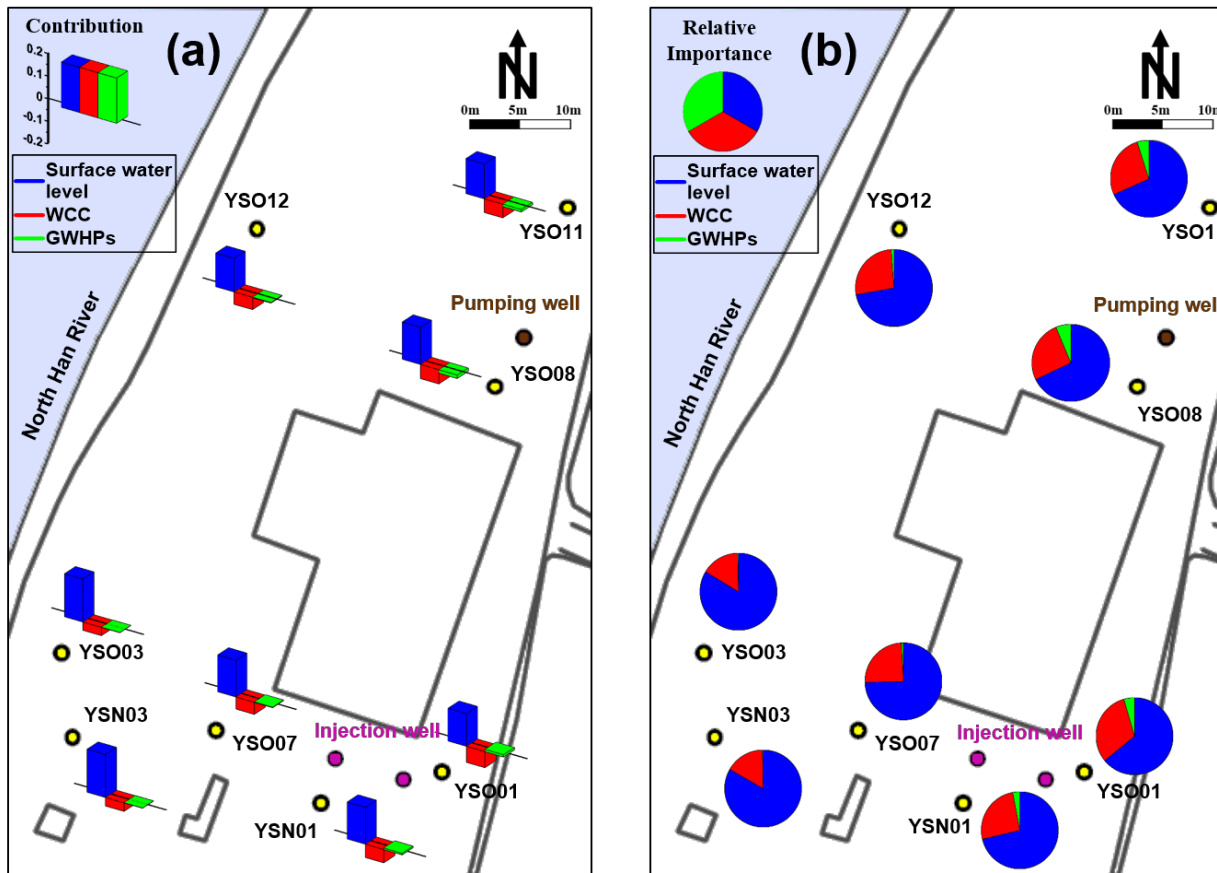 Contribution
(a)
0.2
0.1
0
-0.1
-0.2
N
0m 5m 10m
Surface water
level
WCC
GWHPs
YSO12
YSO11
North Han River
Pumping well
YSO08
YSO03
YSN03
YSO07
Injection well
YSO01
YSN01
Relative
Importance
(b)
N
0m 5m 10m
Surface water
level
WCC
GWHPs
YSO12
YSO1
North Han River
Pumping wel
YSO08
YSO03
YSN03
YSO07
Injection well
YSO01
YSN01